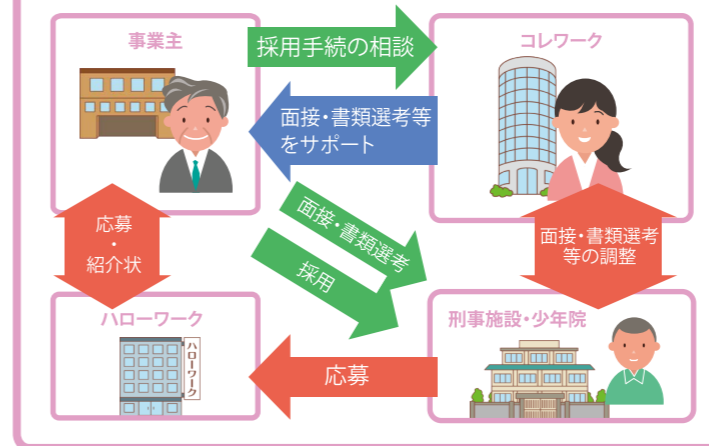 事業主
採用手続の相談
コレワーク
面接・書類選考等
をサポート
面接・書類選考
採用
応募
・
紹介状
面接・書類選考
等の調整
ハローワーク
ハローワーク
応募
刑事施設・少年院